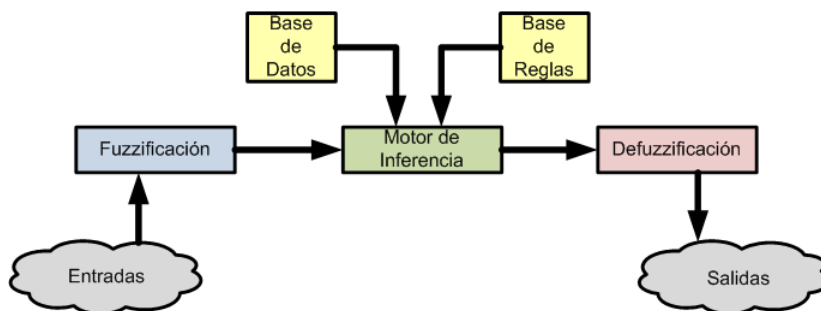 Base
de
Datos
Base
de
Reglas
Fuzzificación
Motor de
Inferencia
Defuzzificación
Entradas
Salidas